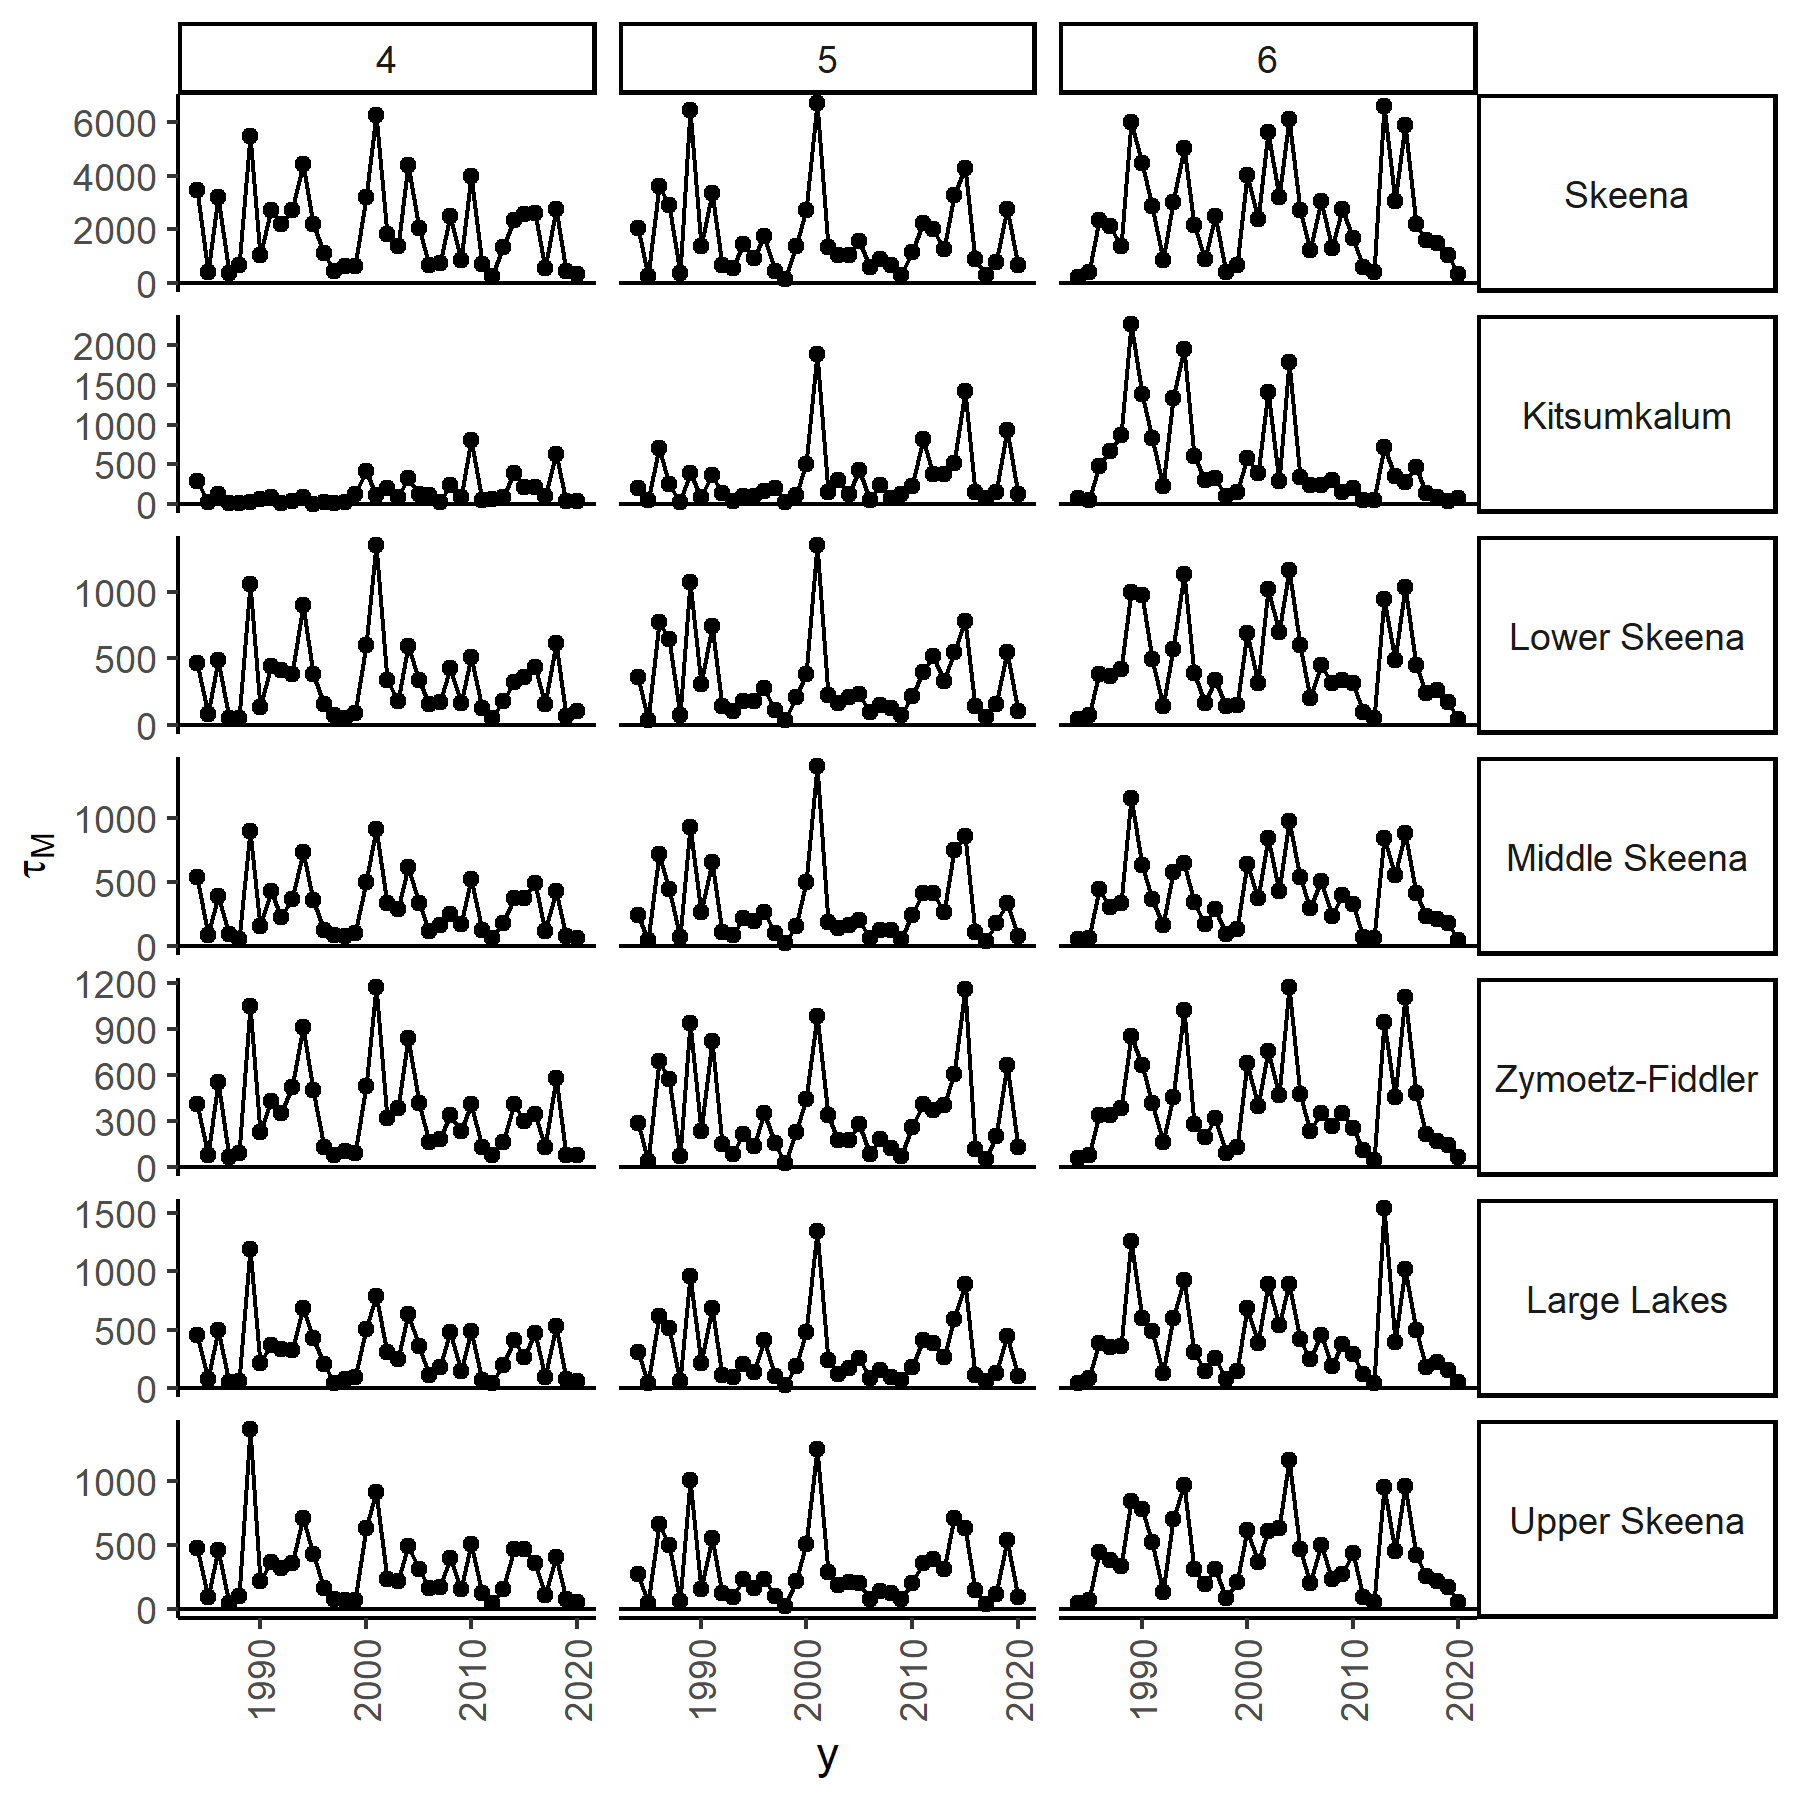 4 5 6
6000
4000
2000
0
Skeena
2000
1500
1000
500
0
Kitsumkalum
1000
500
0
Lower Skeena
1000
500
0
Middle Skeena
τM
1200
900
600
300
0
Zymoetz-Fiddler
1500
1000
500
0
Large Lakes
1000
500
0
Upper Skeena
1990 2000 2010 2020 1990 2000 2010 2020 1990 2000 2010 2020
y